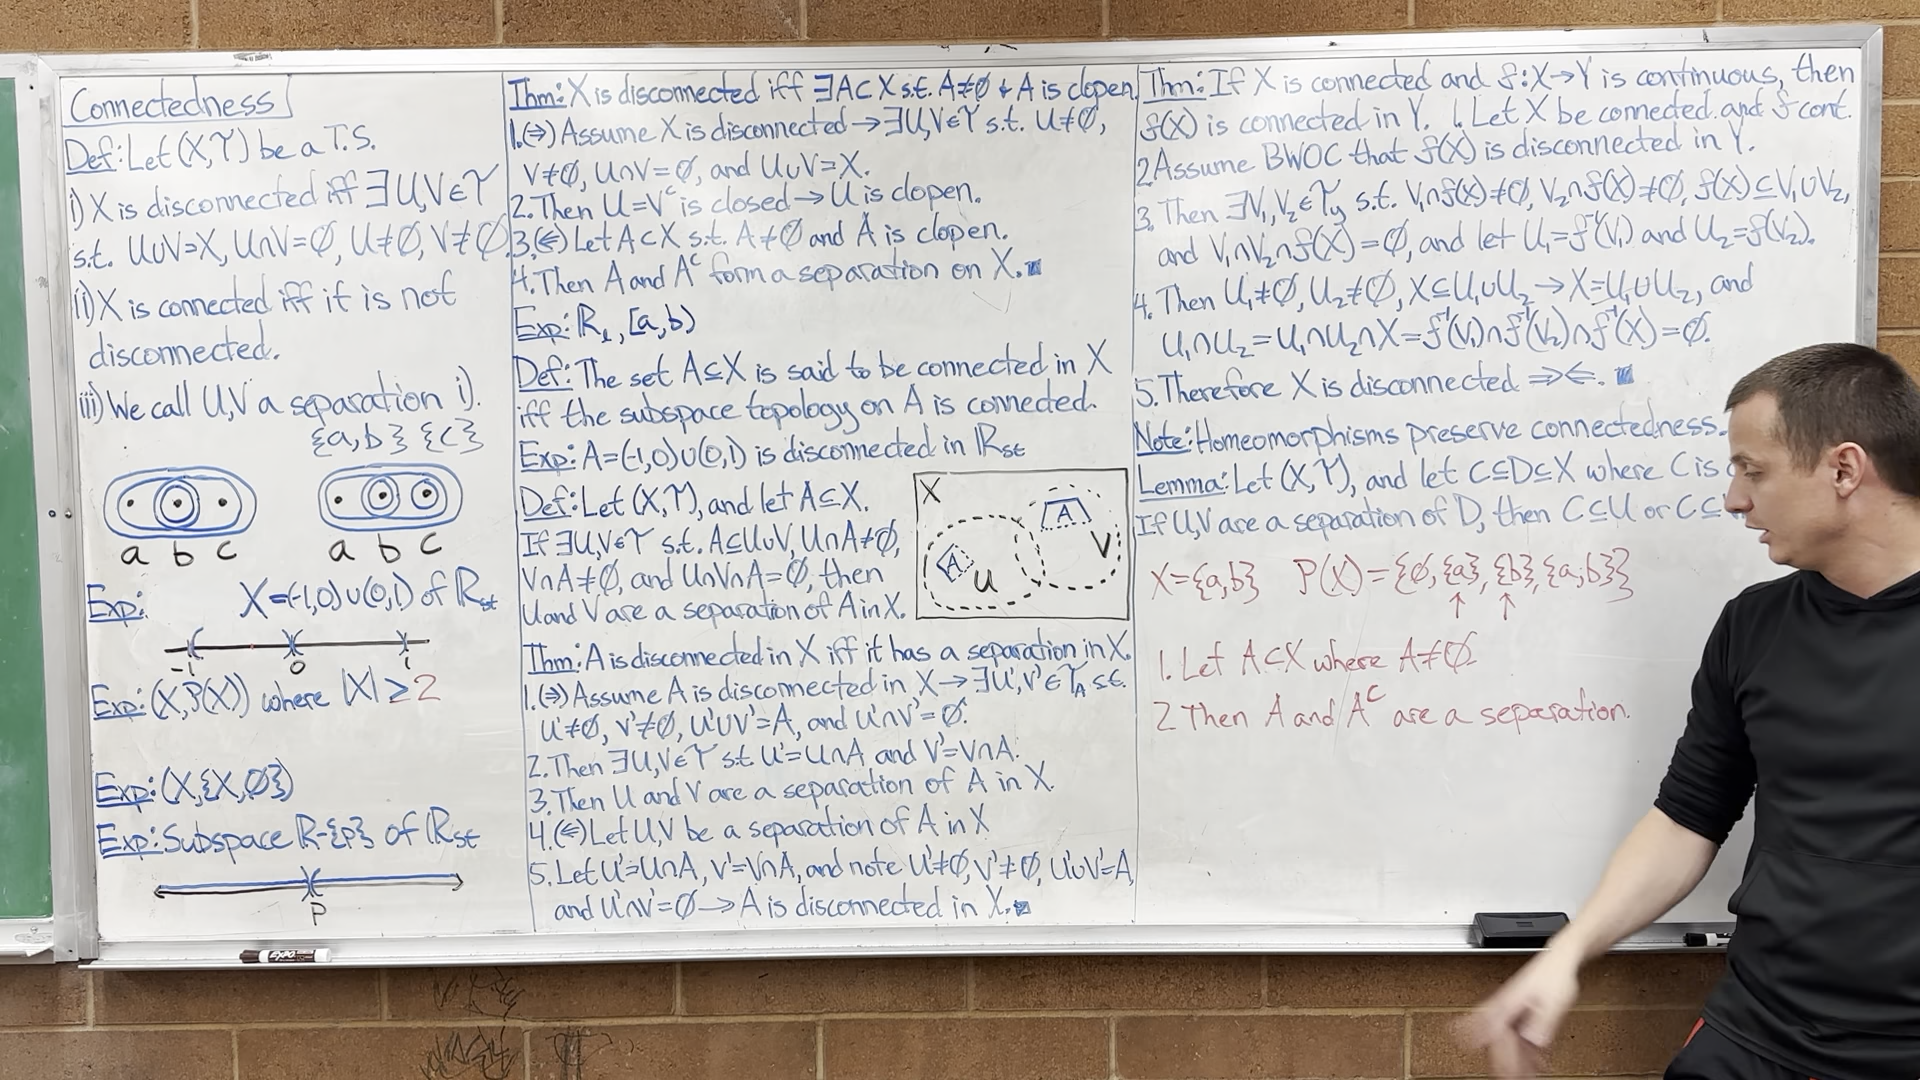 Connectedness
Def: Let (X,𝒯) be a T.S.
i) X is disconnected iff ∃U,V∈𝒯
s.t. U∪V=X, U∩V=∅, U≠∅, V≠∅.
ii) X is connected iff it is not
disconnected.
iii) We call U,V a separation i).
{a,b} {c}
a b c
a b c
Exp: X=(-1,0)∪(0,1) of ℝst
-1 0 1
Exp: (X,P(X)) where |X| ≥2
Exp: (X,{X,∅})
Exp: Subspace ℝ-{p} of ℝst
P
EXPO
Thm: X is disconnected iff ∃A⊂X s.t. A≠∅ + A is clopen.
1.(⇒) Assume X is disconnected → ∃U,V∈𝒯 s.t. U≠∅,
V≠∅, U∩V=∅, and U∪V=X.
2. Then U=Vᶜ is closed → U is clopen.
3.(⇐) Let A⊂X s.t. A≠∅ and A is clopen.
4. Then A and Aᶜ form a separation on X.
Exp: ℝₗ, [a,b)
Def: The set A⊆X is said to be connected in X
iff the subspace topology on A is connected.
Exp: A=(-1,0)∪(0,1) is disconnected in ℝst
Def: Let (X,𝒯), and let A⊆X.
If ∃U,V∈𝒯 s.t. A⊆U∪V, U∩A≠∅,
V∩A≠∅, and U∩V∩A=∅, then
U and V are a separation of A in X.
X
A
A
V
U
Thm: A is disconnected in X iff it has a separation in X.
1.(⇒) Assume A is disconnected in X → ∃U',V'∈𝒯_A s.t.
U'≠∅, V'≠∅, U'∪V'=A, and U'∩V'=∅.
2. Then ∃U,V∈𝒯 s.t. U'=U∩A and V'=V∩A.
3. Then U and V are a separation of A in X.
4.(⇐) Let U,V be a separation of A in X
5. Let U'=U∩A, V'=V∩A, and note U'≠∅, V'≠∅, U'∪V'=A,
and U'∩V'=∅ → A is disconnected in X.
Thm: If X is connected and f:X→Y is continuous, then
f(X) is connected in Y. 1. Let X be connected and f cont.
2 Assume BWOC that f(X) is disconnected in Y.
3. Then ∃V₁,V₂∈𝒯y s.t. V₁∩f(X)≠∅, V₂∩f(X)≠∅, f(X)⊆V₁∪V₂,
and V₁∩V₂∩f(X)=∅, and let U₁=f⁻¹(V₁) and U₂=f⁻¹(V₂).
4. Then U₁≠∅, U₂≠∅, X⊆U₁∪U₂ → X=U₁∪U₂, and
U₁∩U₂=U₁∩U₂∩X=f⁻¹(V₁)∩f⁻¹(V₂)∩f⁻¹(X)=∅.
5. Therefore X is disconnected ⇒⇐.
Note: Homeomorphisms preserve connectedness.
Lemma: Let (X,𝒯), and let C⊆D⊆X where C is
If U,V are a separation of D, then C⊆U or C⊆
X={a,b} P(X)={∅,{a},{b},{a,b}}
↑ ↑
1. Let A⊂X where A≠∅.
2 Then A and Aᶜ are a separation.